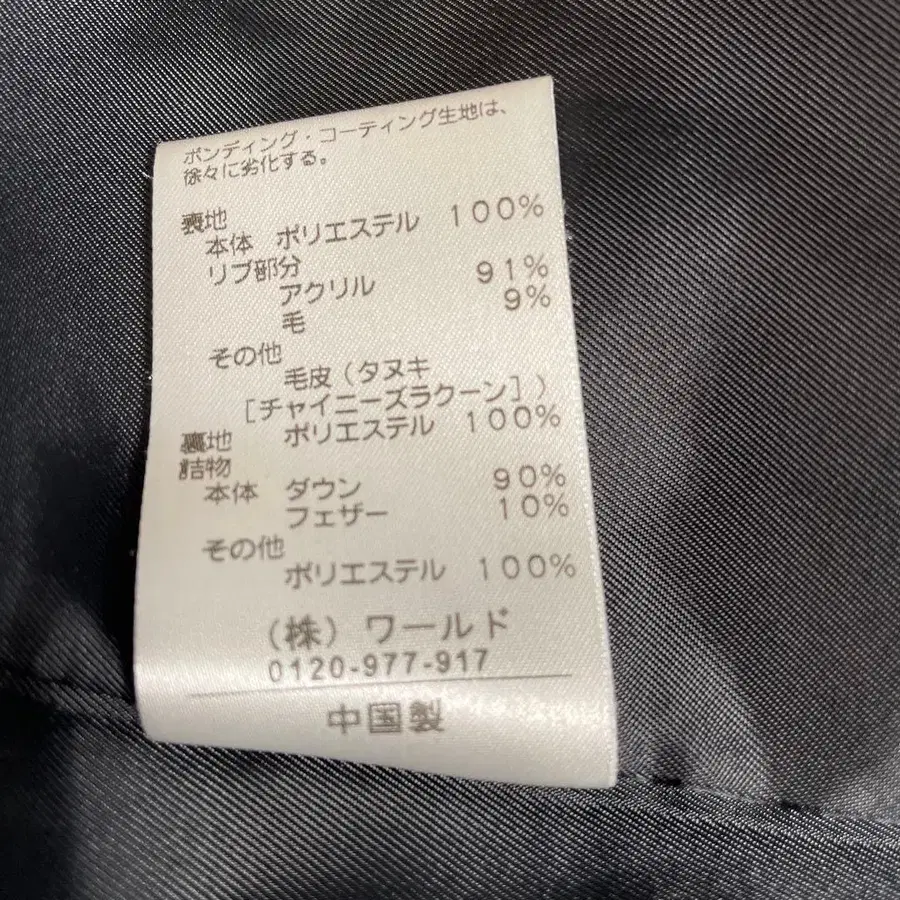 ボンディング・コーティング生地は、
徐々に劣化する。
表地
本体 ポリエステル 100%
リブ部分
アクリル 91%
毛 9%
その他
毛皮(タヌキ
[チャイニーズラクーン])
裏地 ポリエステル 100%
詰物
本体 ダウン 90%
フェザー 10%
その他
ポリエステル 100%
(株)ワールド
0120-977-917
中国製